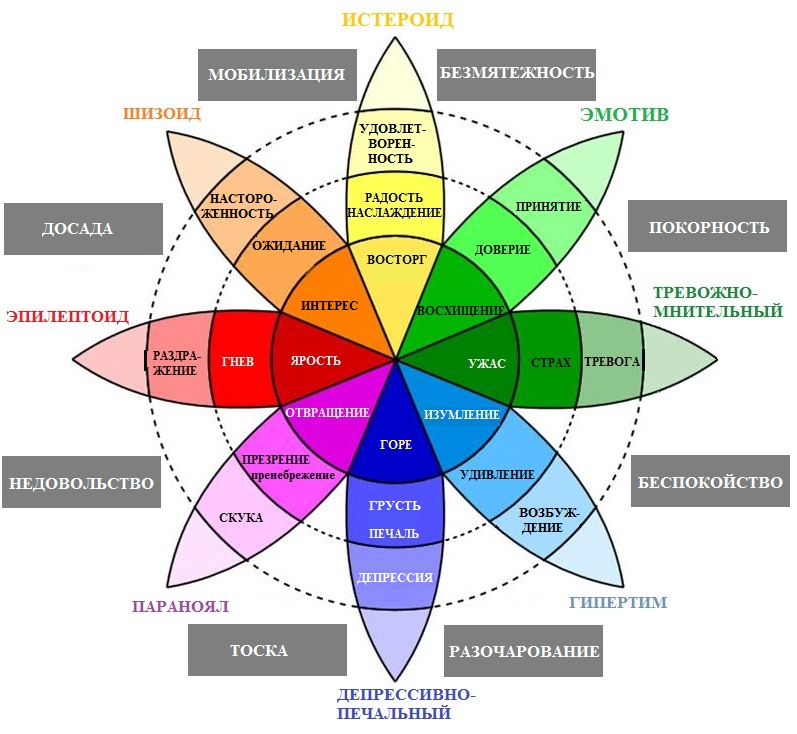 ИСТЕРОИД
МОБИЛИЗАЦИЯ
БЕЗМЯТЕЖНОСТЬ
ШИЗОИД
ЭМОТИВ
УДОВЛЕТ-
ВОРЕН-
НОСТЬ
НАСТОРО-
ЖЕННОСТЬ
РАДОСТЬ
НАСЛАЖДЕНИЕ
ПРИНЯТИЕ
ДОСАДА
ПОКОРНОСТЬ
ОЖИДАНИЕ
ДОВЕРИЕ
ВОСТОРГ
ИНТЕРЕС
ВОСХИЩЕНИЕ
ЭПИЛЕПТОИД
ТРЕВОЖНО-
МНИТЕЛЬНЫЙ
РАЗДРА-
ЖЕНИЕ
ГНЕВ
ЯРОСТЬ
УЖАС
СТРАХ
ТРЕВОГА
ОТВРАЩЕНИЕ
ИЗУМЛЕНИЕ
ГОРЕ
ПРЕЗРЕНИЕ
пренебрежение
УДИВЛЕНИЕ
НЕДОВОЛЬСТВО
БЕСПОКОЙСТВО
СКУКА
ГРУСТЬ
ПЕЧАЛЬ
ВОЗБУЖ-
ДЕНИЕ
ДЕПРЕССИЯ
ПАРАНОЯЛ
ГИПЕРТИМ
ТОСКА
РАЗОЧАРОВАНИЕ
ДЕПРЕССИВНО-
ПЕЧАЛЬНЫЙ